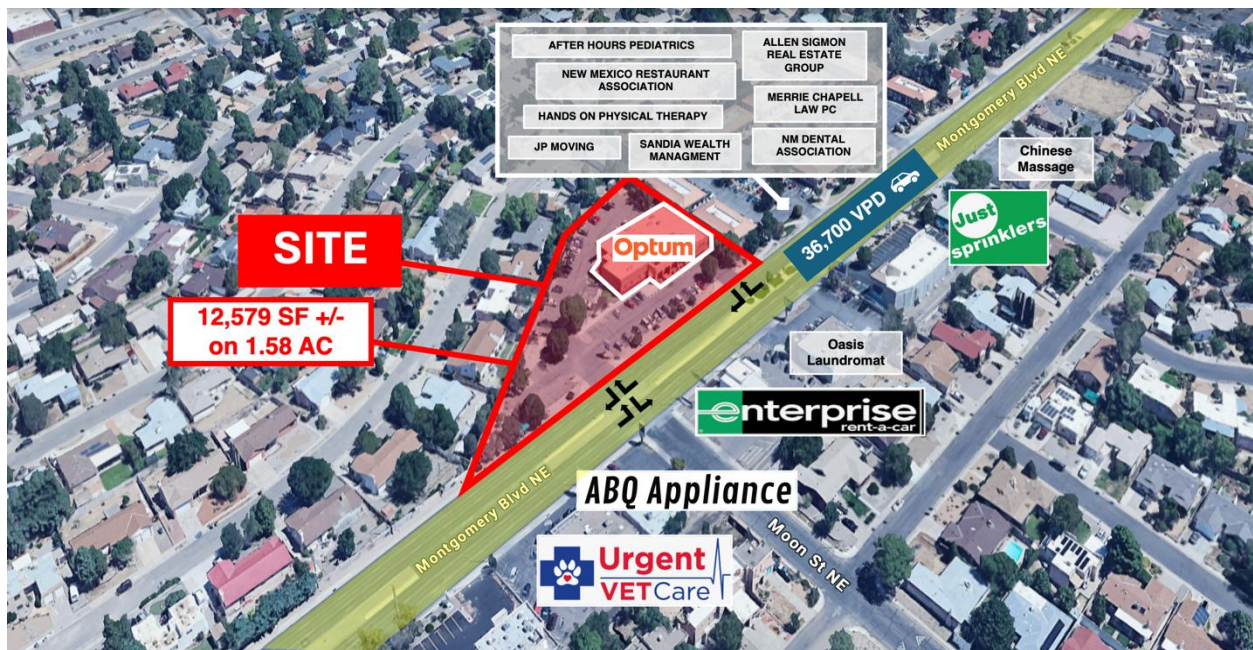 AFTER HOURS PEDIATRICS
ALLEN SIGMON
REAL ESTATE
GROUP
NEW MEXICO RESTAURANT
ASSOCIATION
MERRIE CHAPELL
LAW PC
HANDS ON PHYSICAL THERAPY
JP MOVING
SANDIA WEALTH
MANAGMENT
NM DENTAL
ASSOCIATION
Montgomery Blvd NE
Chinese
Massage
36,700 VPD
Just
sprinklers
SITE
Optum
12,579 SF +/-
on 1.58 AC
Oasis
Laundromat
enterprise
rent-a-car
ABQ Appliance
Montgomery Blvd NE
Moon St NE
Urgent
VETCare